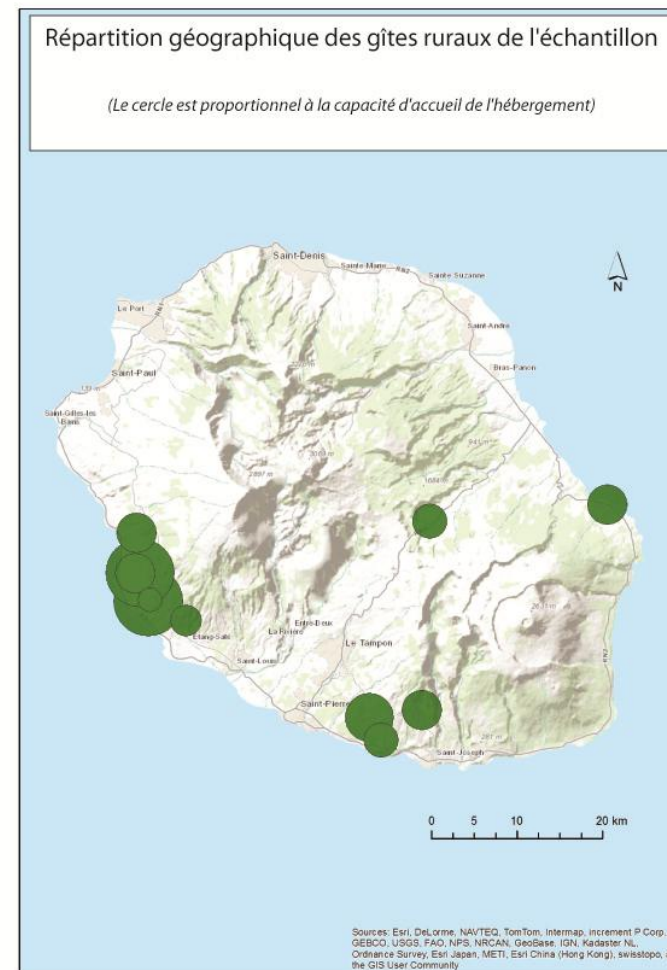 Répartition géographique des gîtes ruraux de l'échantillon
(Le cercle est proportionnel à la capacité d'accueil de l'hébergement)
Saint-Denis
Sainte Marie
RN2
Sainte Suzanne
N
Le Port
RN1
Saint-André
Bras-Panon
Saint-Paul
Saint-Gilles-les
Bains
2897 m
Etang-Salé
La Rivière
Entre-Deux
Le Tampon
Saint-Louis
Saint-Pierre
RN2
Saint-Joseph
0 5 10 20 km
Sources: Esri, DeLorme, NAVTEQ, TomTom, Intermap, increment P Corp.,
GEBCO, USGS, FAO, NPS, NRCAN, GeoBase, IGN, Kadaster NL,
Ordnance Survey, Esri Japan, METI, Esri China (Hong Kong), swisstopo,
the GIS User Community